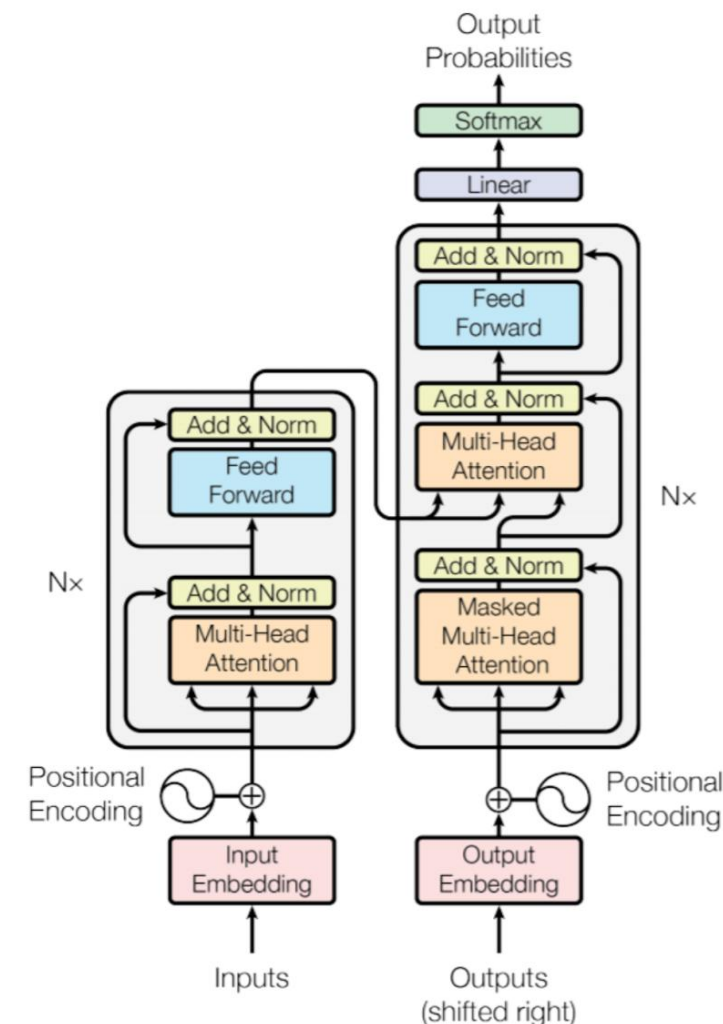 Output
Probabilities
Softmax
Linear
Add & Norm
Feed
Forward
Add & Norm
Multi-Head
Attention
N×
Add & Norm
Masked
Multi-Head
Attention
Positional
Encoding
Output
Embedding
Outputs
(shifted right)
Add & Norm
Feed
Forward
N×
Add & Norm
Multi-Head
Attention
Positional
Encoding
Input
Embedding
Inputs